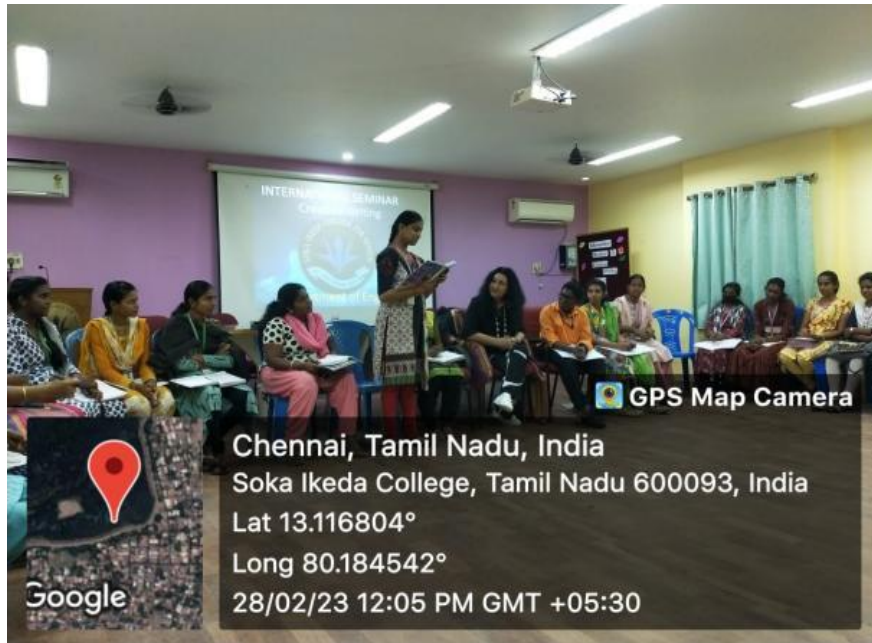 INTERNATIONAL SEMINAR
GPS Map Camera
Chennai, Tamil Nadu, India
Soka Ikeda College, Tamil Nadu 600093, India
Lat 13.116804°
Long 80.184542°
28/02/23 12:05 PM GMT +05:30
Google